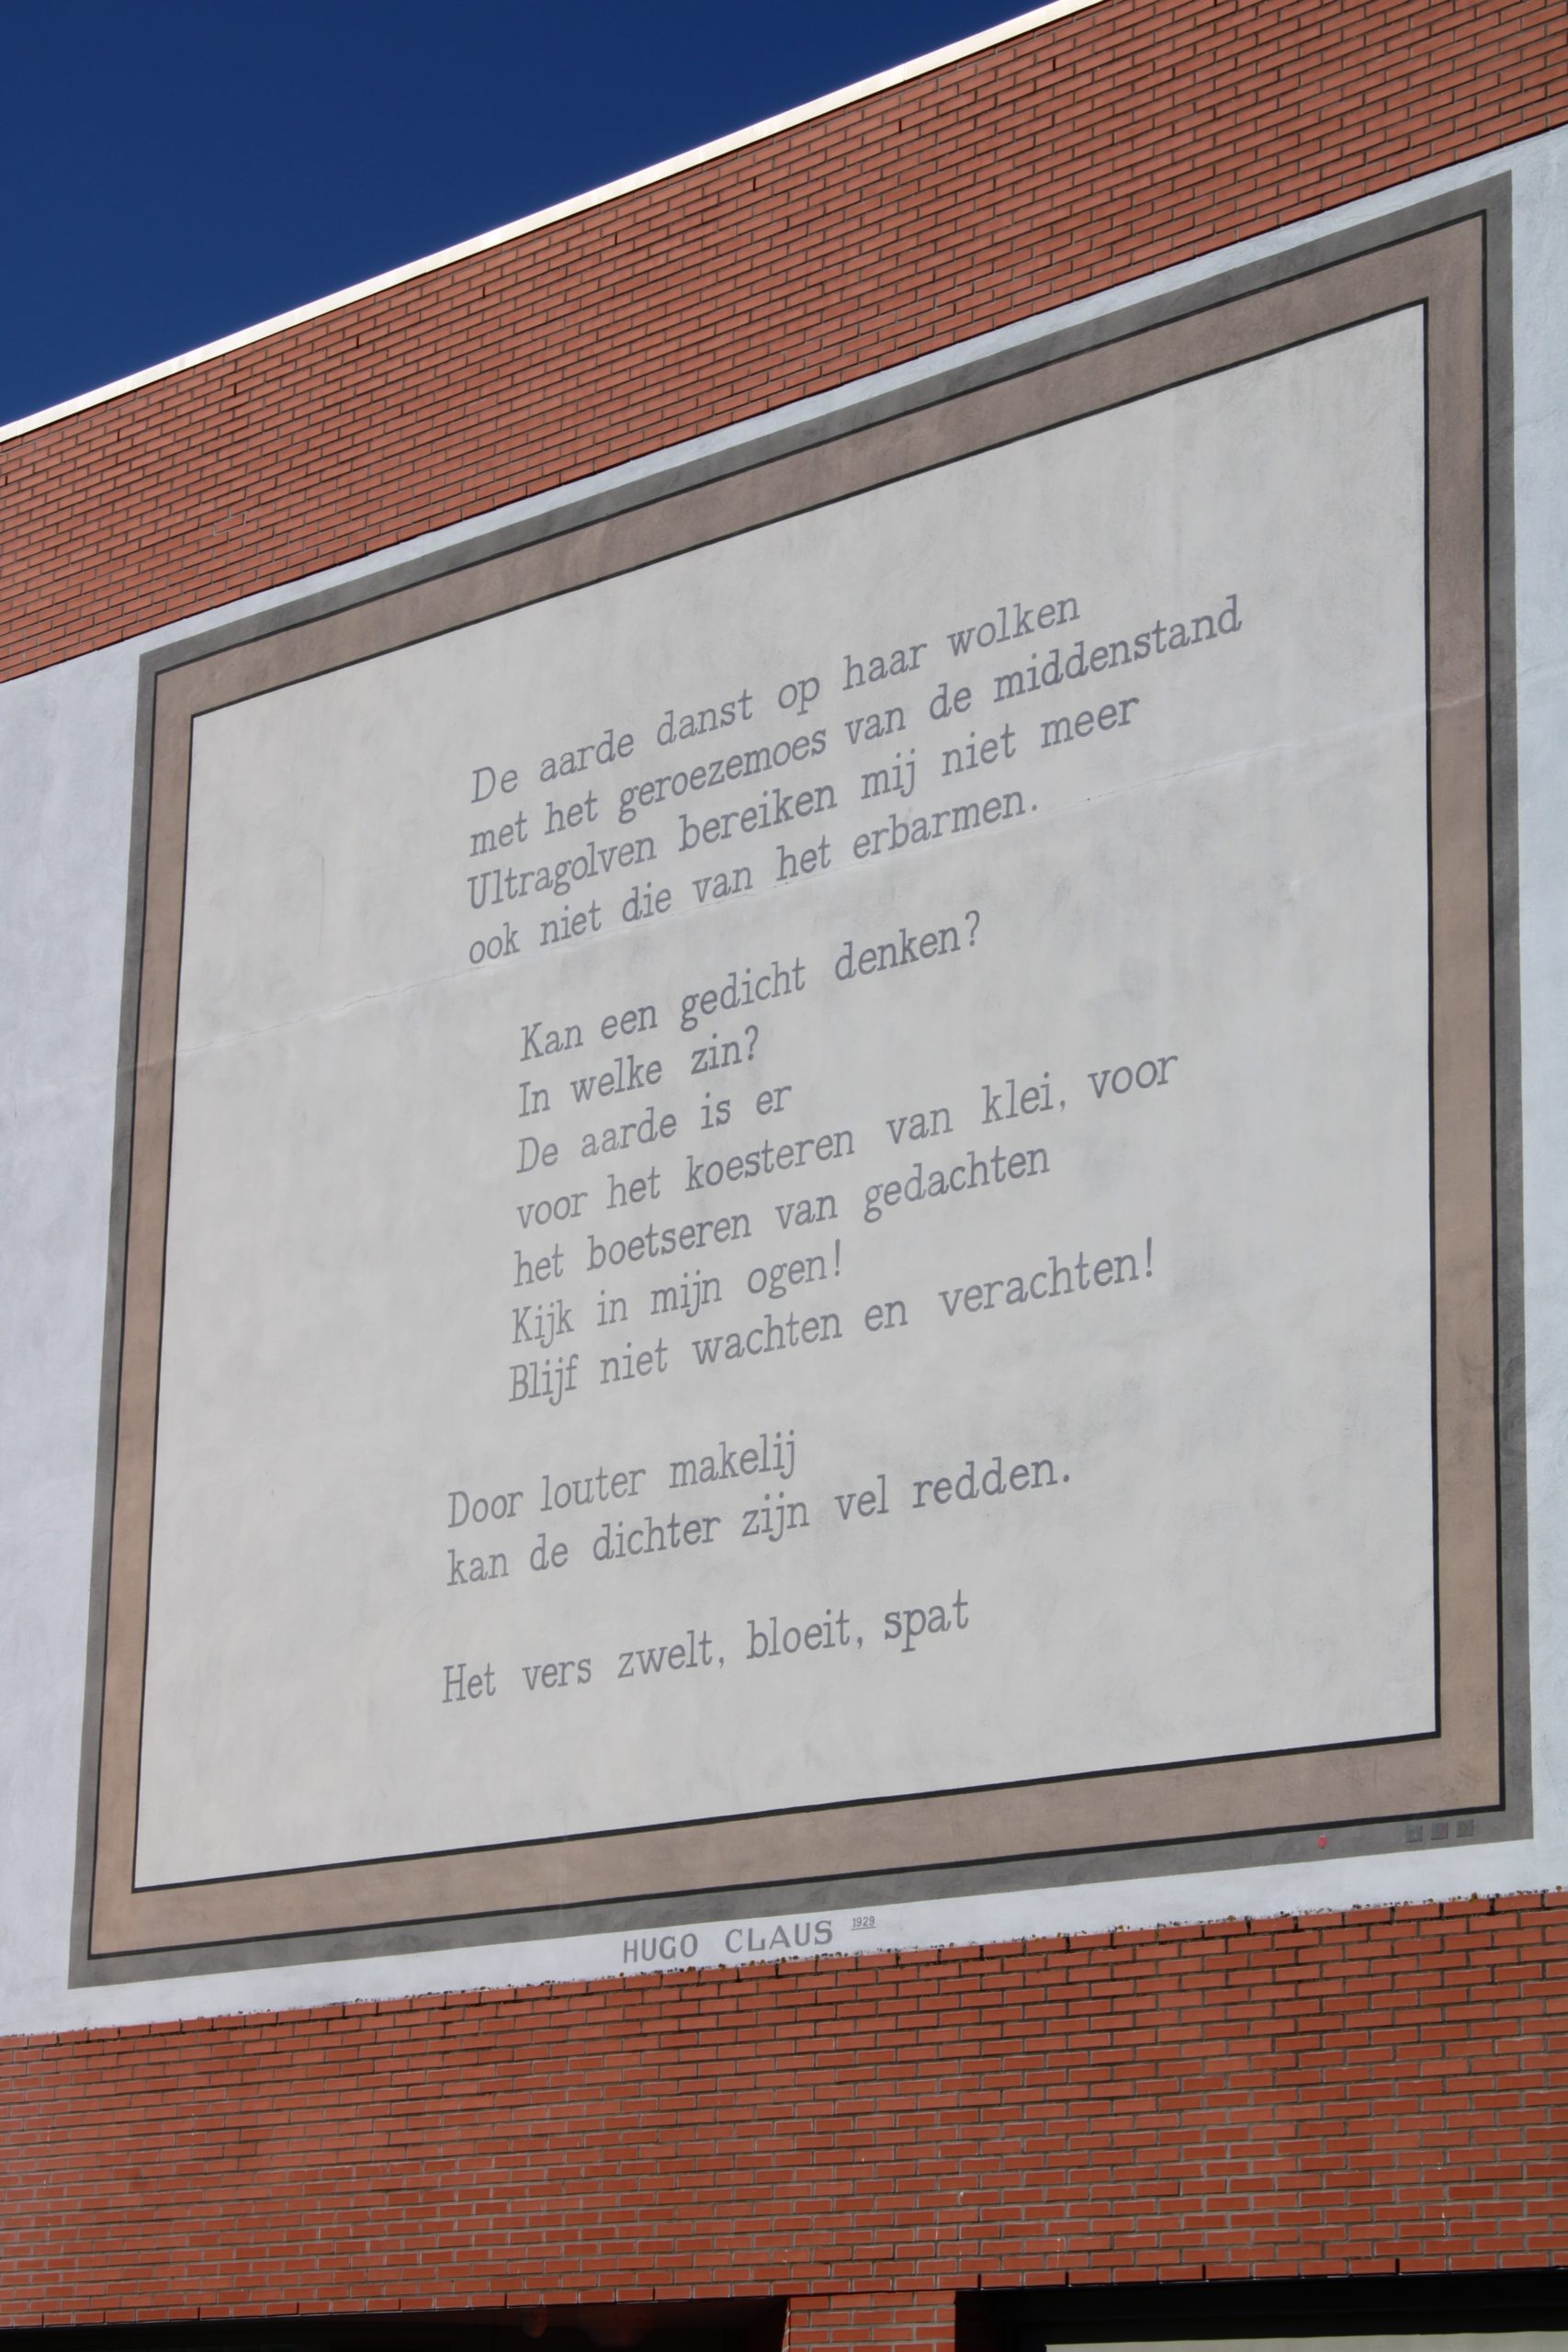 De aarde danst op haar wolken
met het geroezemoes van de middenstand
Ultragolven bereiken mij niet meer
ook niet die van het erbarmen.
Kan een gedicht denken?
In welke zin?
De aarde is er
voor het koesteren van klei, voor
het boetseren van gedachten
Kijk in mijn ogen!
Blijf niet wachten en verachten!
Door louter makelij
kan de dichter zijn vel redden.
Het vers zwelt, bloeit, spat
HUGO CLAUS 1929